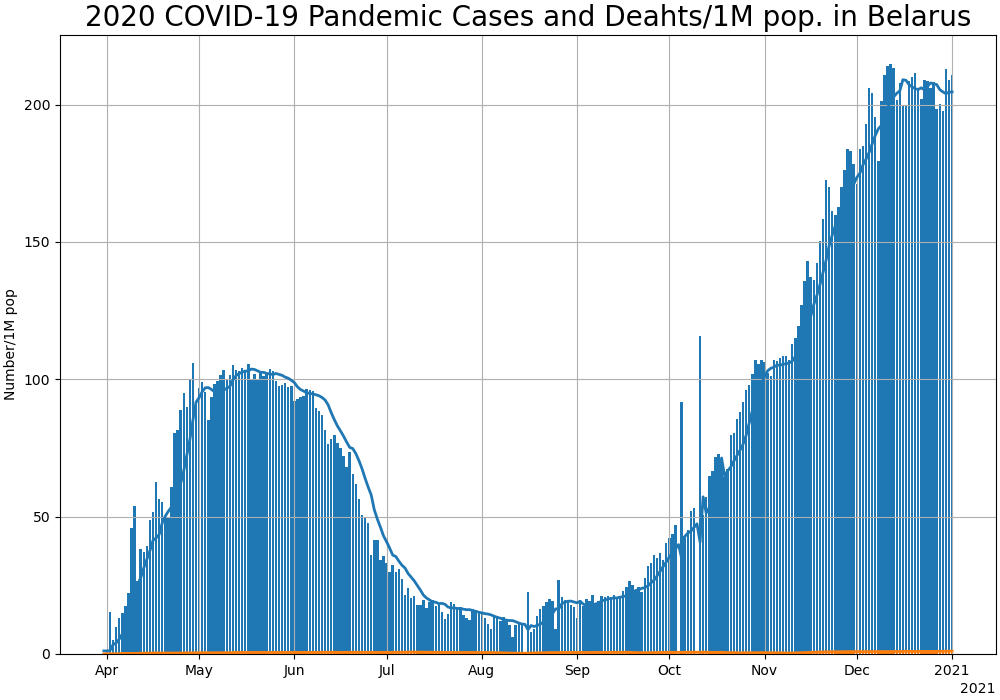 2020 COVID-19 Pandemic Cases and Deahts/1M pop. in Belarus
Number/1M pop
200
150
100
50
0
Apr May Jun Jul Aug Sep Oct Nov Dec 2021
2021